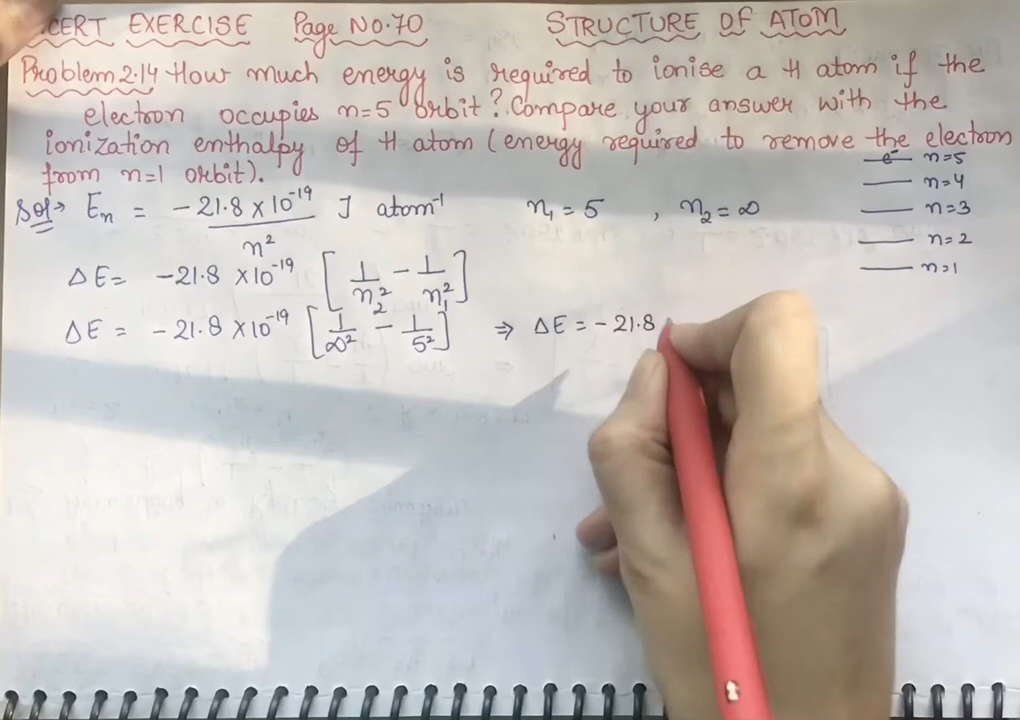 CERT EXERCISE Page No.70 STRUCTURE OF ATOM
Problem 2.14 How much energy is required to ionise a H atom if the
electron occupies n=5 orbit? Compare your answer with the
ionization enthalpy of H atom (energy required to remove the electron
from n=1 orbit).
e⁻ n=5
n=4
n=3
n=2
n=1
Sol→ En = -21.8 x 10⁻¹⁹ / n² J atom⁻¹ n₁ = 5 , n₂ = ∞
ΔE = -21.8 x 10⁻¹⁹ [1/n₂² - 1/n₁²]
ΔE = -21.8 x 10⁻¹⁹ [1/∞² - 1/5²] ⇒ ΔE = -21.8